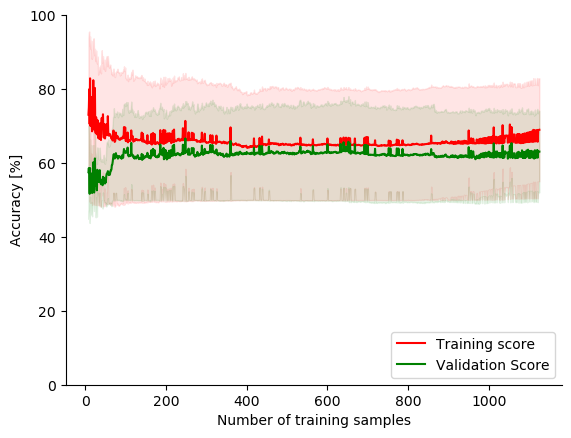 100
80
60
40
20
0
Accuracy [%]
0 200 400 600 800 1000
Number of training samples
Training score
Validation Score